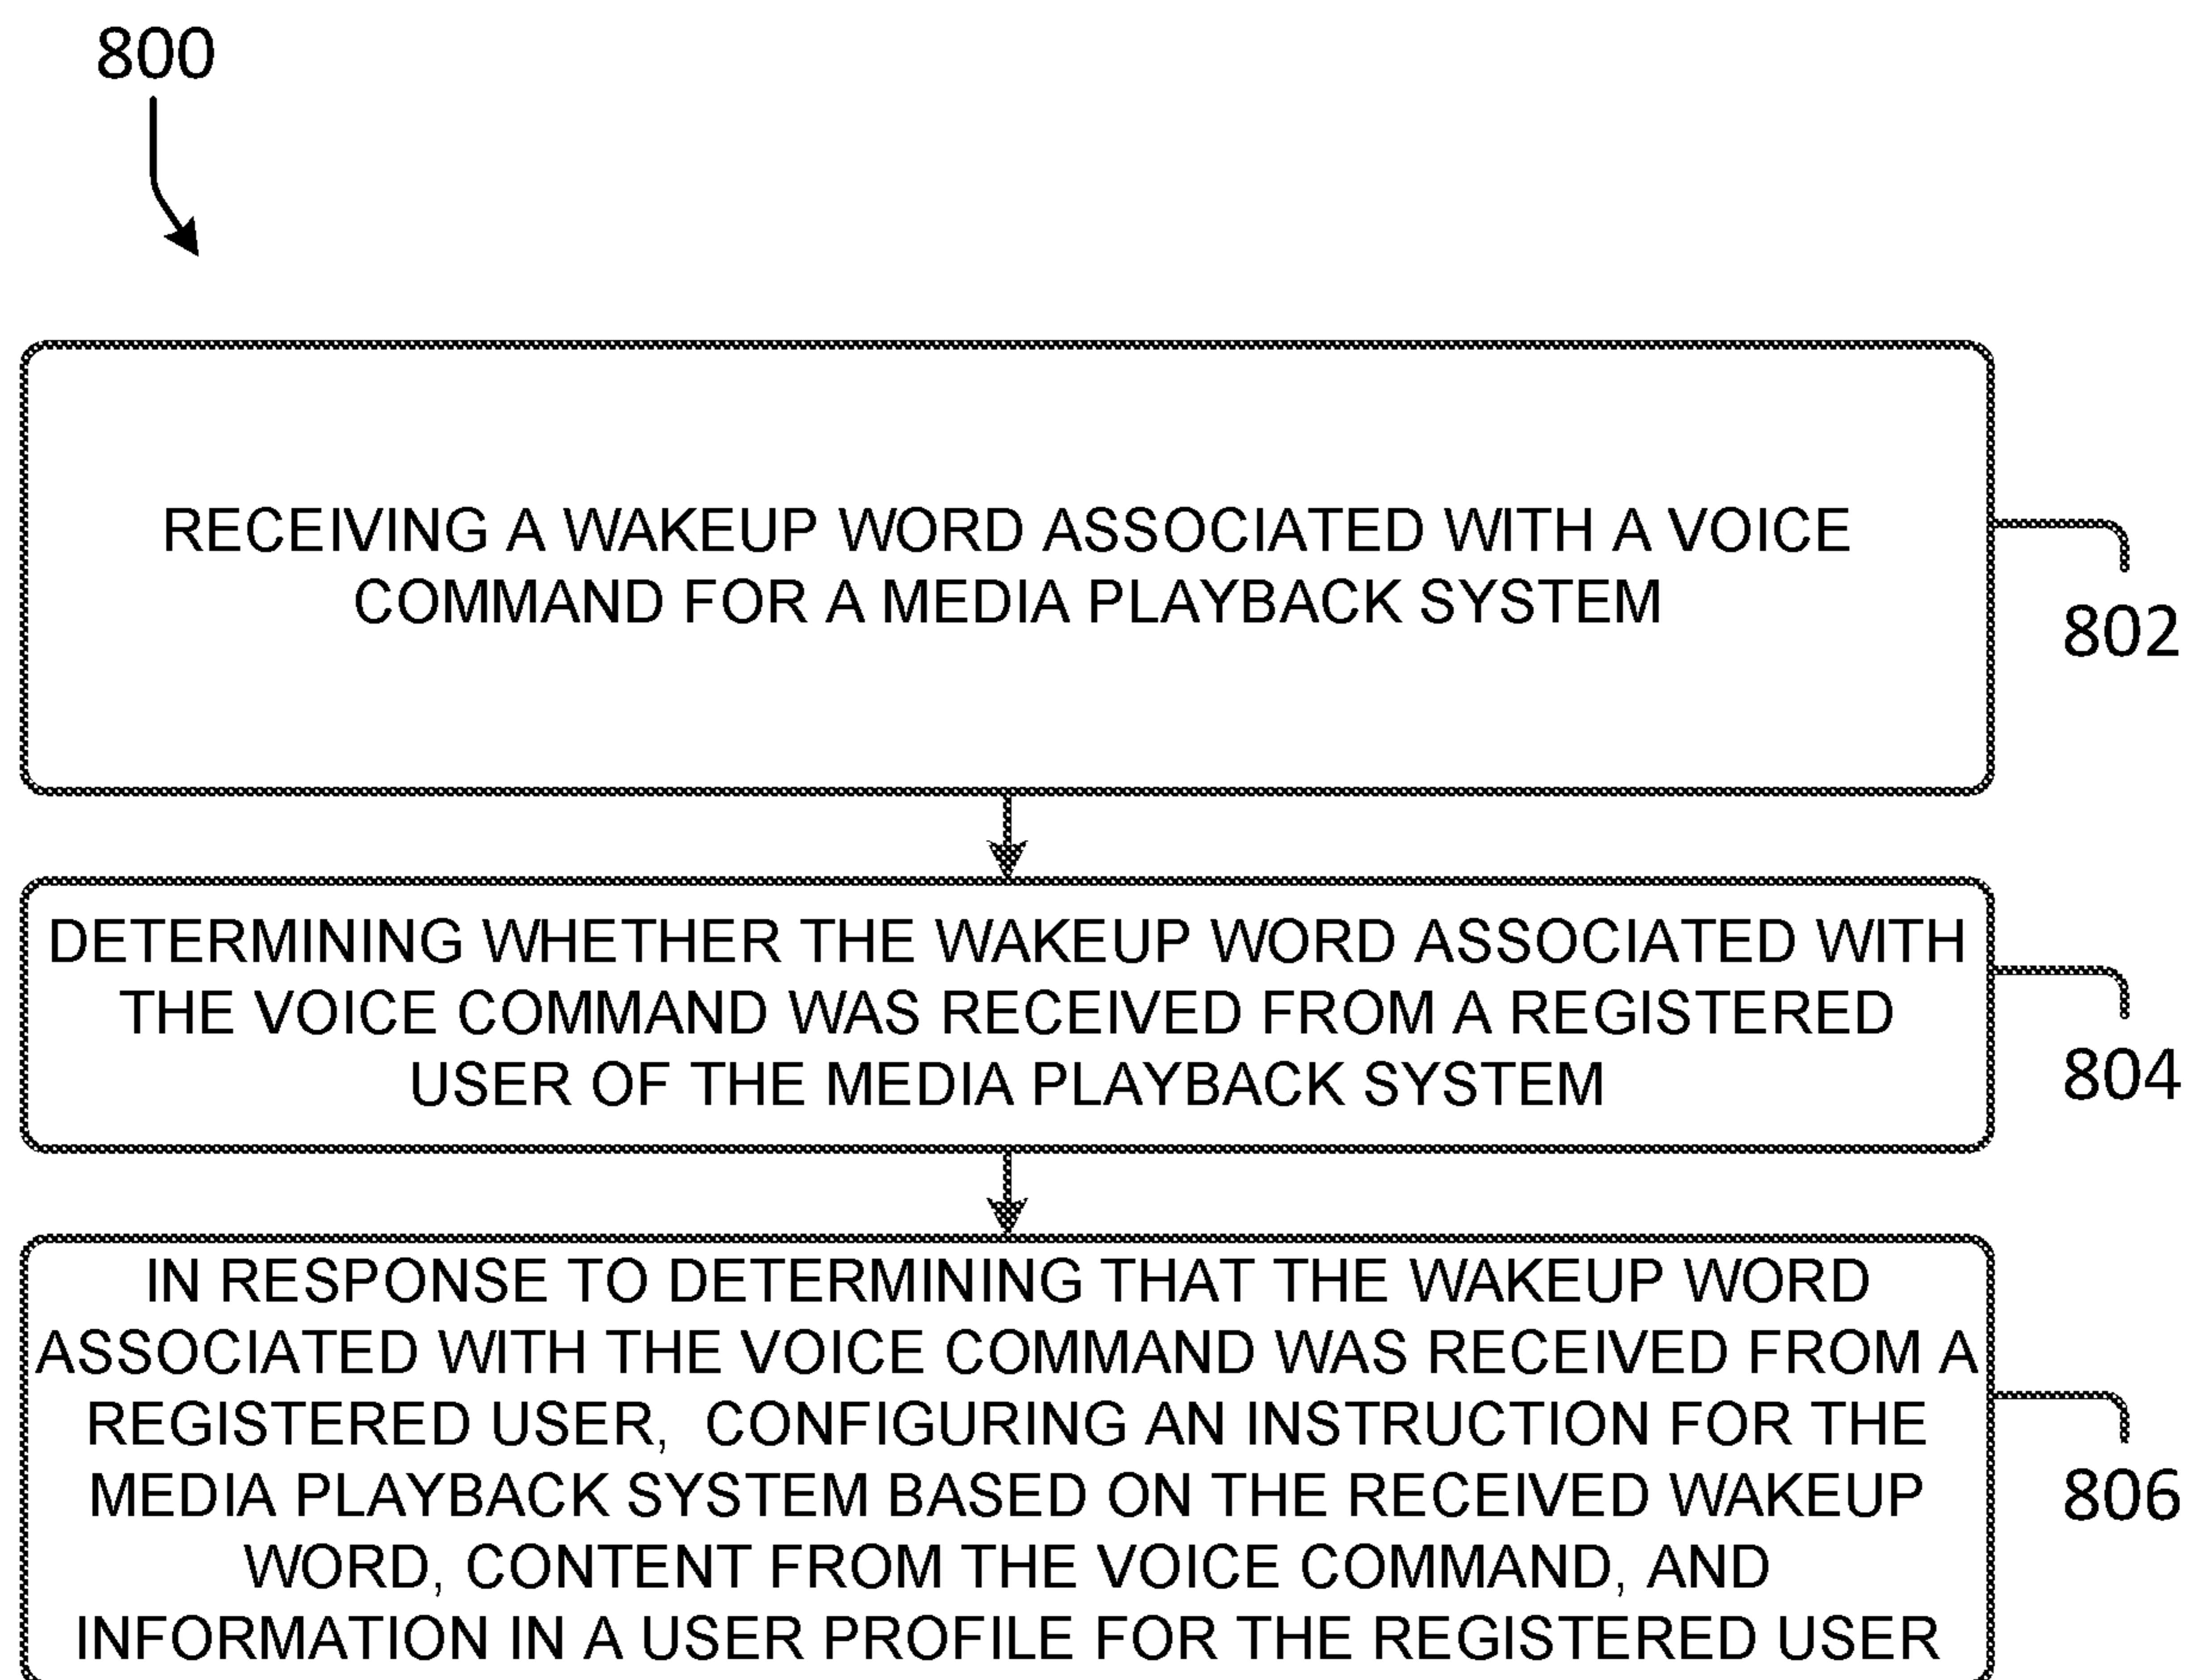 800
RECEIVING A WAKEUP WORD ASSOCIATED WITH A VOICE
COMMAND FOR A MEDIA PLAYBACK SYSTEM
802
DETERMINING WHETHER THE WAKEUP WORD ASSOCIATED WITH
THE VOICE COMMAND WAS RECEIVED FROM A REGISTERED
USER OF THE MEDIA PLAYBACK SYSTEM
804
IN RESPONSE TO DETERMINING THAT THE WAKEUP WORD
ASSOCIATED WITH THE VOICE COMMAND WAS RECEIVED FROM A
REGISTERED USER, CONFIGURING AN INSTRUCTION FOR THE
MEDIA PLAYBACK SYSTEM BASED ON THE RECEIVED WAKEUP
WORD, CONTENT FROM THE VOICE COMMAND, AND
INFORMATION IN A USER PROFILE FOR THE REGISTERED USER
806